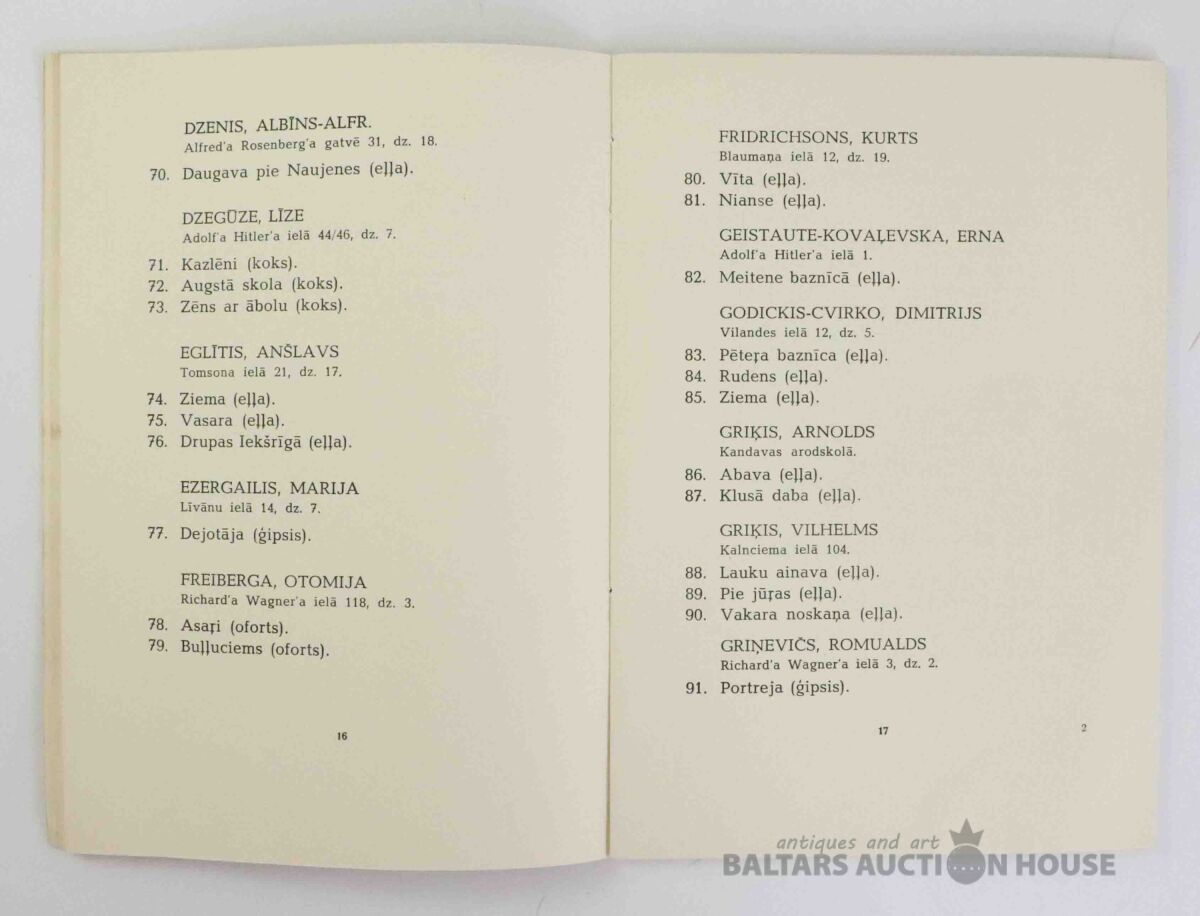 DZENIS, ALBĪNS-ALFR.
Alfred'a Rosenberg'a gatvē 31, dz. 18.
70. Daugava pie Naujenes (eļļa).
DZEGŪZE, LĪZE
Adolf'a Hitler'a ielā 44/46, dz. 7.
71. Kazlēni (koks).
72. Augstā skola (koks).
73. Zēns ar ābolu (koks).
EGLĪTIS, ANŠLAVS
Tomsona ielā 21, dz. 17.
74. Ziema (eļļa).
75. Vasara (eļļa).
76. Drupas Iekšrīgā (eļļa).
EZERGAILIS, MARIJA
Līvānu ielā 14, dz. 7.
77. Dejotāja (ģipsis).
FREIBERGA, OTOMIJA
Richard'a Wagner'a ielā 118, dz. 3.
78. Asaŗi (oforts).
79. Buļļuciems (oforts).
16
FRIDRICHSONS, KURTS
Blaumaņa ielā 12, dz. 19.
80. Vīta (eļļa).
81. Nianse (eļļa).
GEISTAUTE-KOVAĻEVSKA, ERNA
Adolf'a Hitler'a ielā 1.
82. Meitene baznīcā (eļļa).
GODICKIS-CVIRKO, DIMITRIJS
Vilandes ielā 12, dz. 5.
83. Pēteŗa baznīca (eļļa).
84. Rudens (eļļa).
85. Ziema (eļļa).
GRIĶIS, ARNOLDS
Kandavas arodskolā.
86. Abava (eļļa).
87. Klusā daba (eļļa).
GRIĶIS, VILHELMS
Kalnciema ielā 104.
88. Lauku ainava (eļļa).
89. Pie jūŗas (eļļa).
90. Vakara noskaņa (eļļa).
GRIŅEVIČS, ROMUALDS
Richard'a Wagner'a ielā 3, dz. 2.
91. Portreja (ģipsis).
17 2
antiques and art
BALTARS AUCTION HOUSE